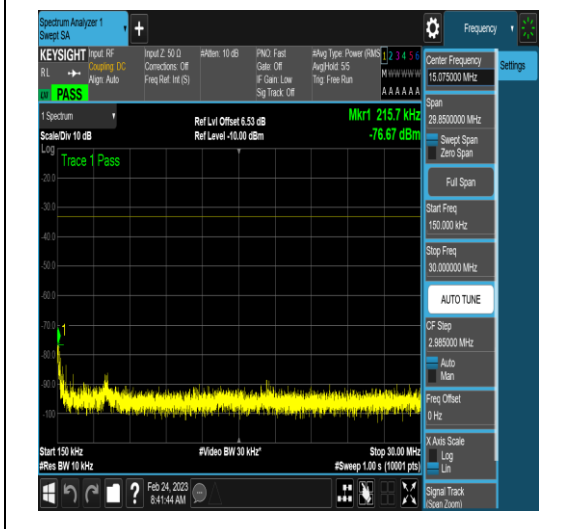 Spectrum Analyzer 1
Swept SA
+
Frequency
KEYSIGHT
RL
PASS
Input: RF
Coupling: DC
Align: Auto
Input Z: 50 Ω
Corrections: Off
Freq Ref: Int (S)
#Atten: 10 dB
PNO: Fast
Gate: Off
IF Gain: Low
Sig Track: Off
#Avg Type: Power (RMS
Avg|Hold: 5/5
Trig: Free Run
1 2 3 4 5 6
M W W W W W
A A A A A A
1 Spectrum
Scale/Div 10 dB
Ref Lvl Offset 6.53 dB
Ref Level -10.00 dBm
Mkr1 215.7 kHz
-76.67 dBm
Log
Trace 1 Pass
-20.0
-30.0
-40.0
-50.0
-60.0
-70.0
-80.0
-90.0
-100
1
Start 150 kHz
#Res BW 10 kHz
#Video BW 30 kHz*
Stop 30.00 MHz
#Sweep 1.00 s (10001 pts)
?
Feb 24, 2023
8:41:44 AM
Center Frequency
15.075000 MHz
Span
29.8500000 MHz
Swept Span
Zero Span
Full Span
Start Freq
150.000 kHz
Stop Freq
30.000000 MHz
AUTO TUNE
CF Step
2.985000 MHz
Auto
Man
Freq Offset
0 Hz
X Axis Scale
Log
Lin
Signal Track
(Span Zoom)
Settings